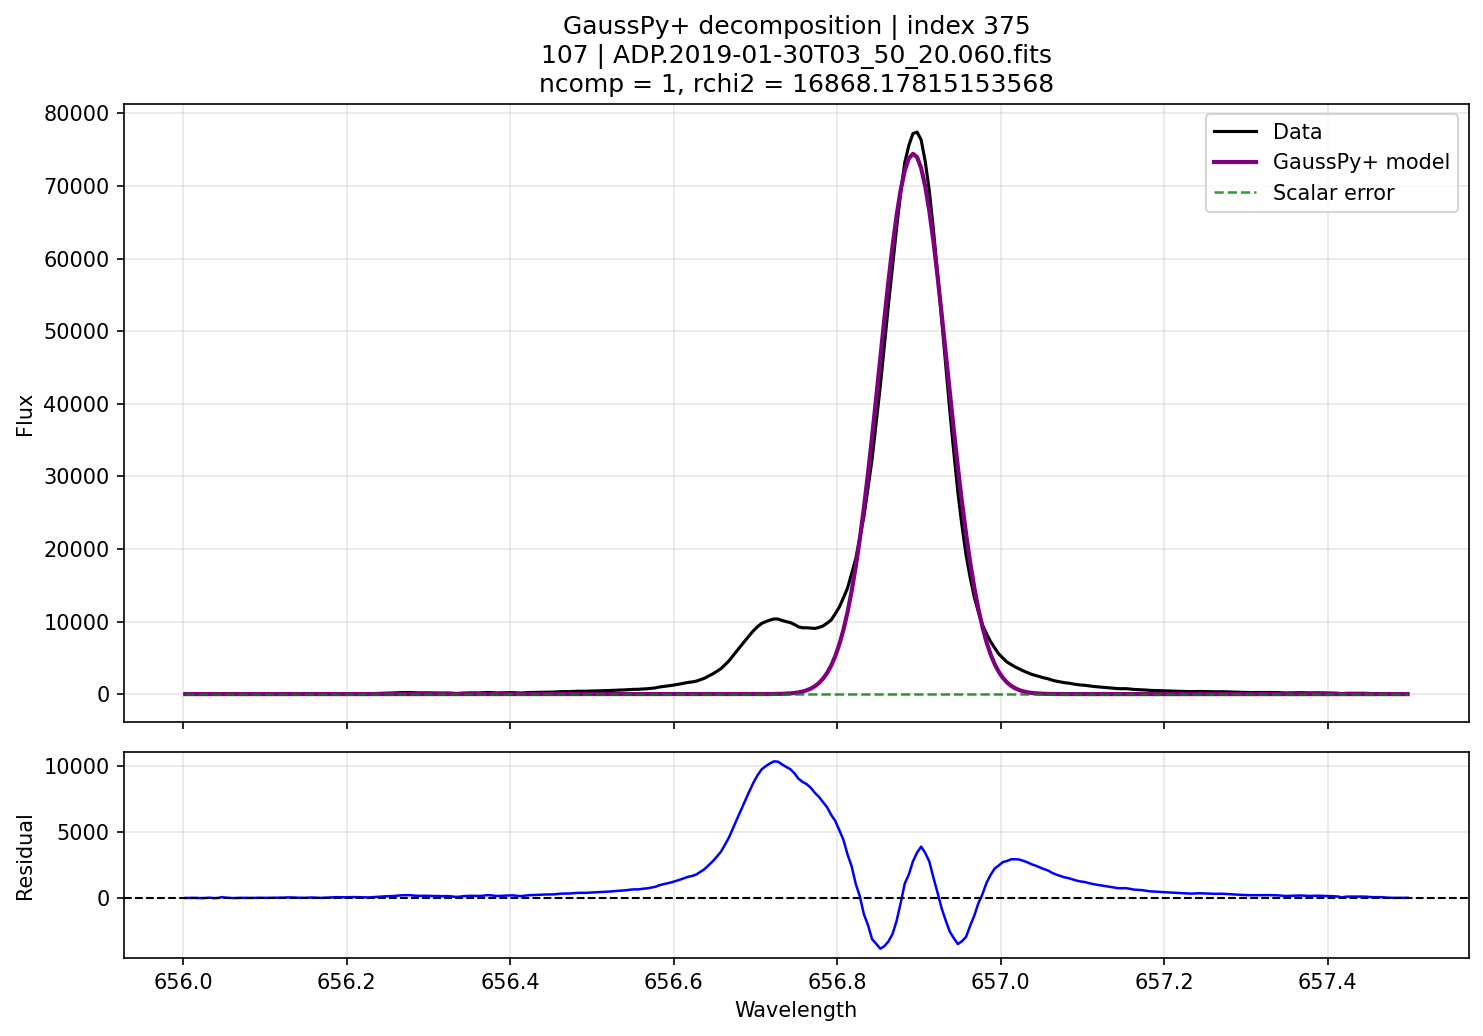 GaussPy+ decomposition | index 375
107 | ADP.2019-01-30T03_50_20.060.fits
ncomp = 1, rchi2 = 16868.17815153568
80000
70000
60000
50000
40000
30000
20000
10000
0
Flux
Data
GaussPy+ model
Scalar error
10000
5000
0
Residual
656.0
656.2
656.4
656.6
656.8
657.0
657.2
657.4
Wavelength